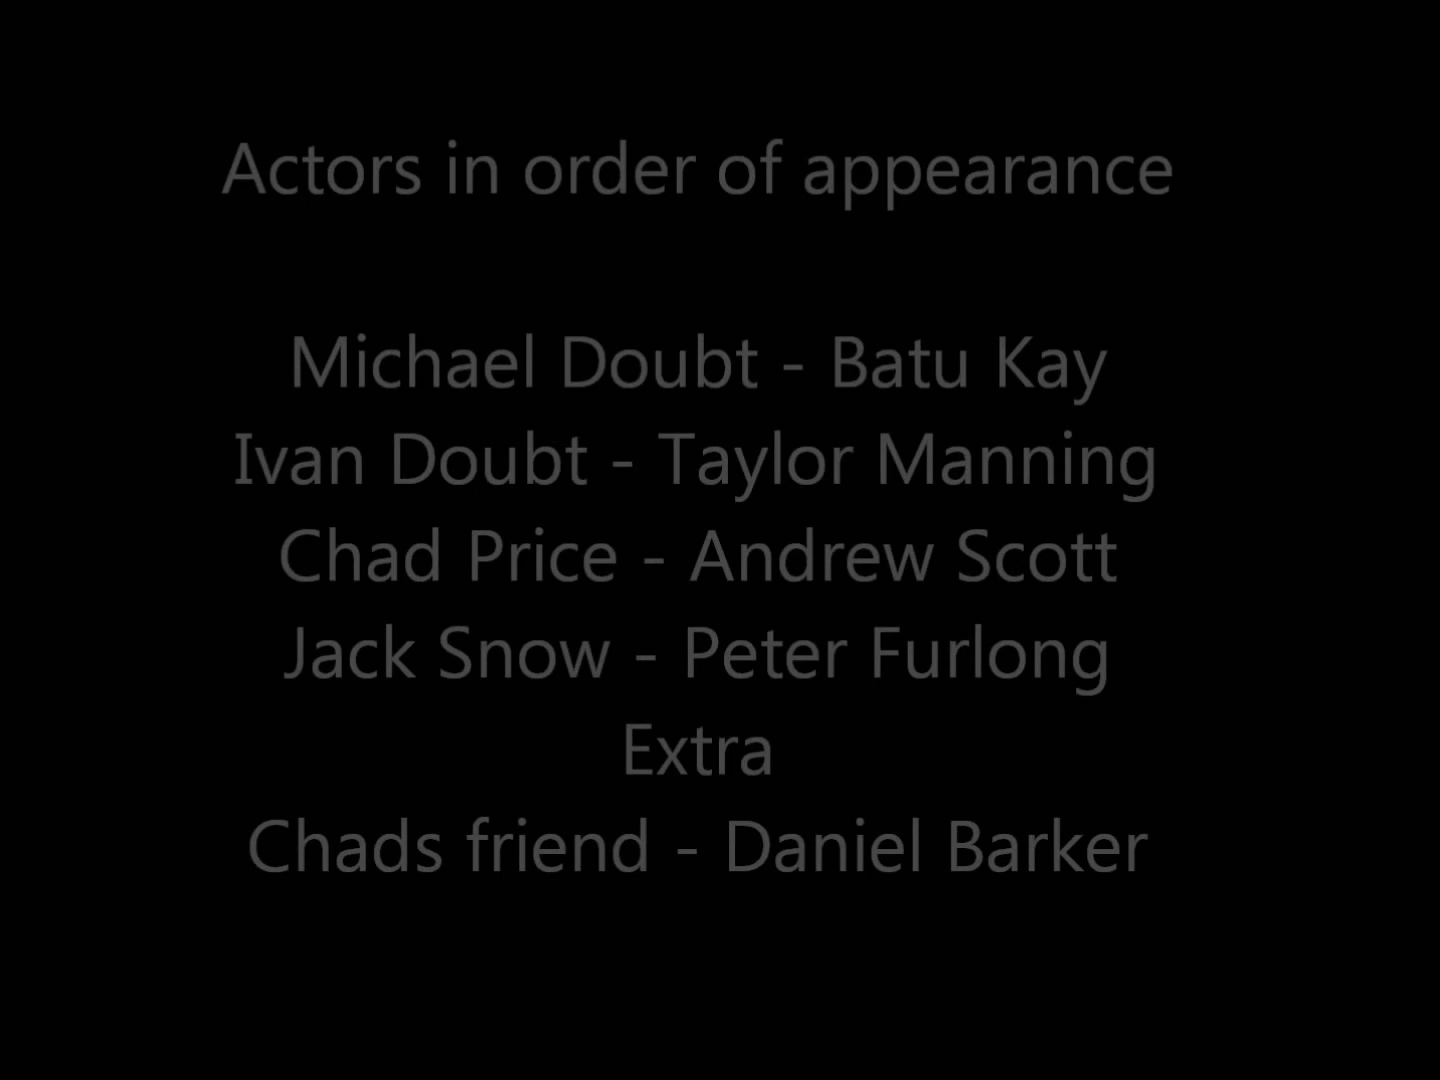 Actors in order of appearance
Michael Doubt - Batu Kay
Ivan Doubt - Taylor Manning
Chad Price - Andrew Scott
Jack Snow - Peter Furlong
Extra
Chads friend - Daniel Barker